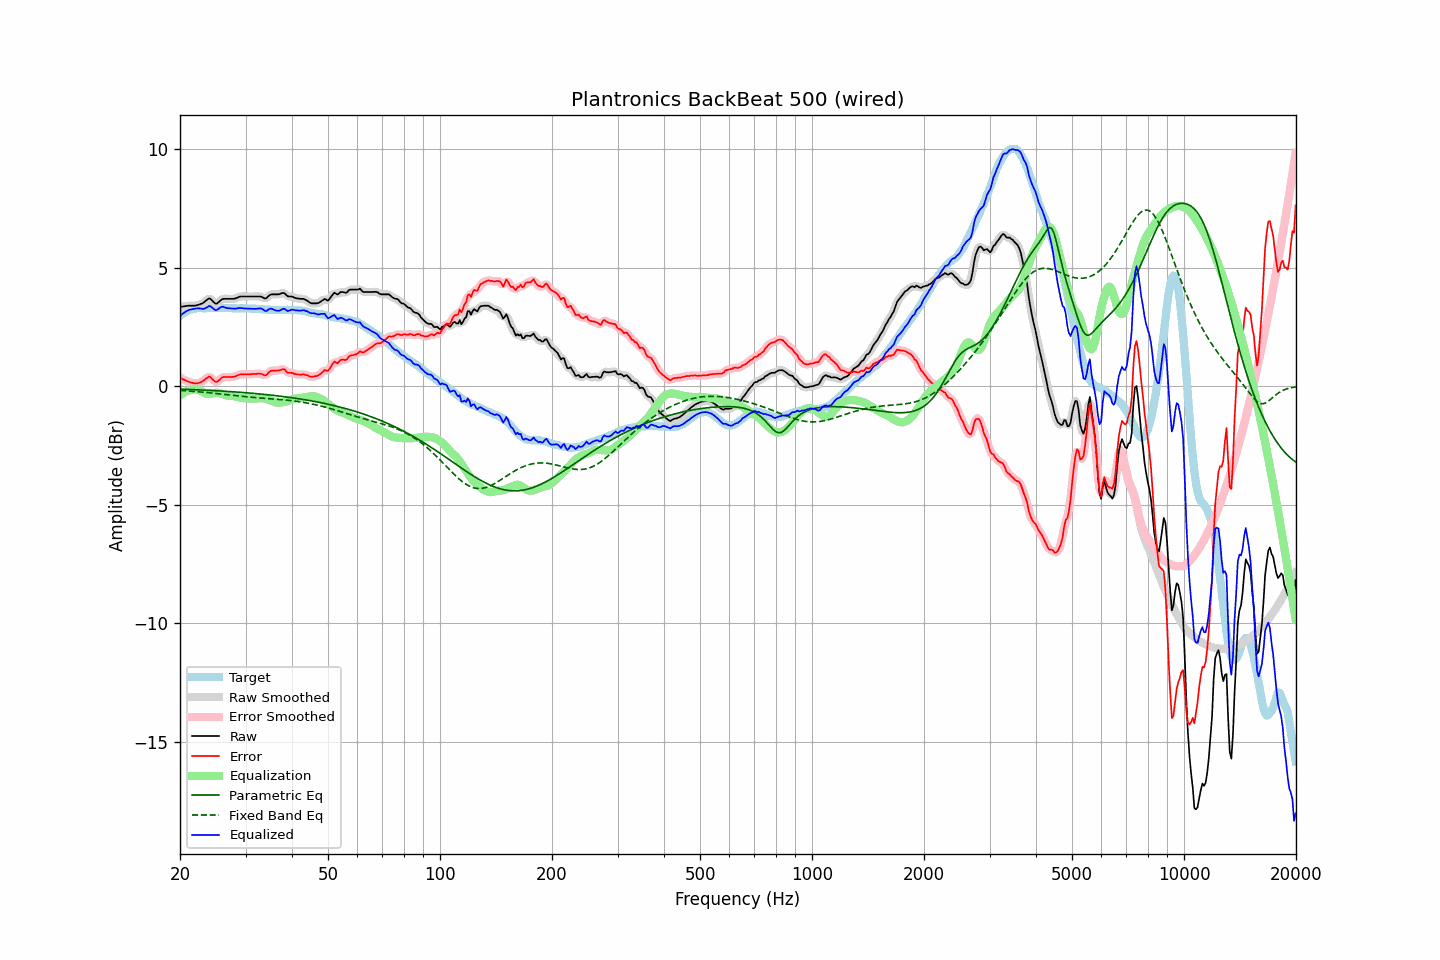 Plantronics BackBeat 500 (wired)
Amplitude (dBr)
10
5
0
−5
−10
−15
Target
Raw Smoothed
Error Smoothed
Raw
Error
Equalization
Parametric Eq
Fixed Band Eq
Equalized
20 50 100 200 500 1000 2000 5000 10000 20000
Frequency (Hz)